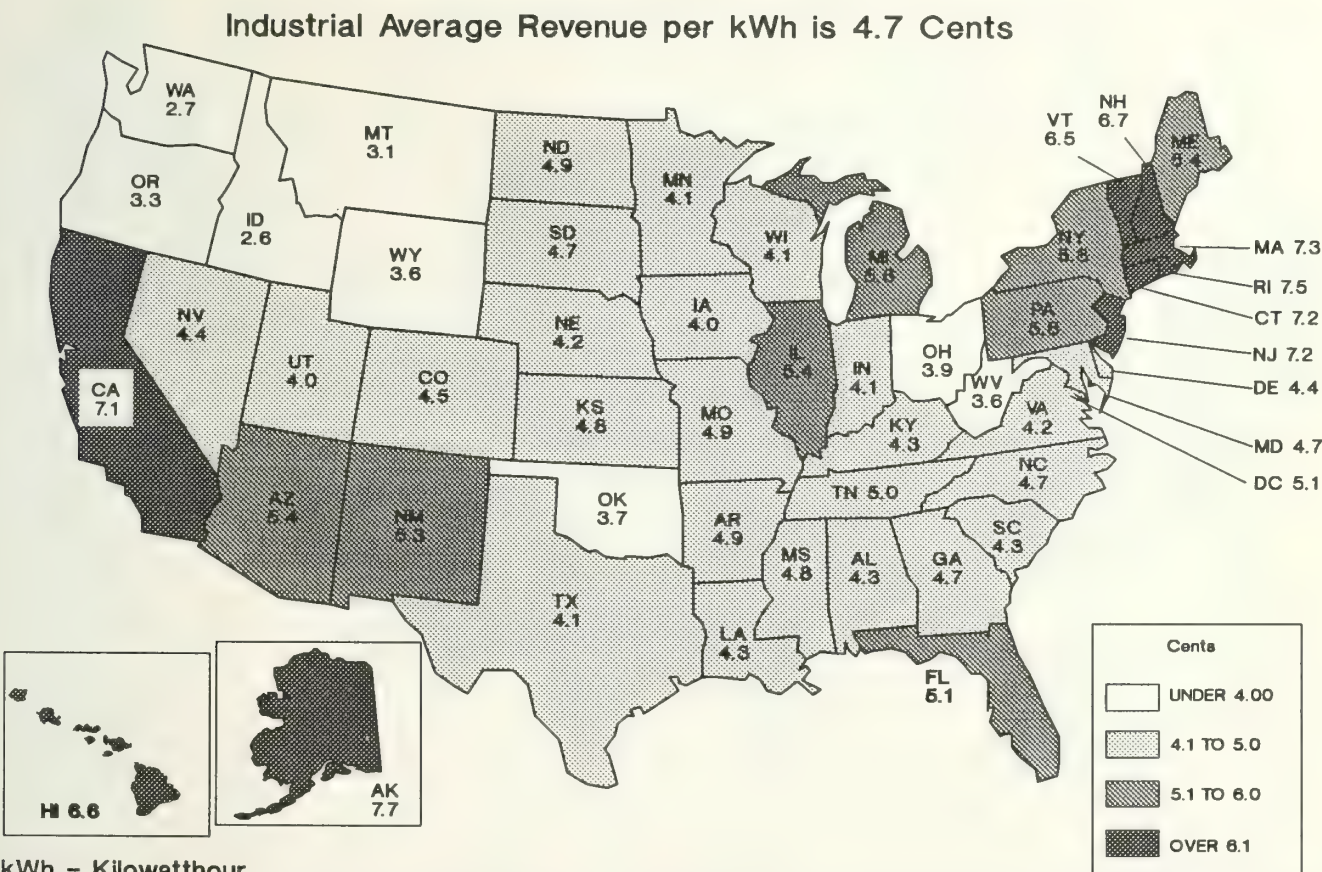 Industrial Average Revenue per kWh is 4.7 Cents
WA
2.7
MT
3.1
ND
4.9
MN
4.1
VT
6.5
NH
6.7
ME
5.4
OR
3.3
ID
2.6
WY
3.6
SD
4.7
WI
4.1
MI
NY
MA 7.3
RI 7.5
CT 7.2
NJ 7.2
DE 4.4
MD 4.7
DC 5.1
NV
4.4
UT
4.0
CO
4.5
NE
4.2
IA
4.0
IL
5.4
IN
4.1
OH
3.9
PA
WV
3.6
VA
4.2
CA
7.1
KS
4.8
MO
4.9
KY
4.3
NC
4.7
TN 5.0
AZ
5.4
NM
5.3
OK
3.7
AR
4.9
SC
4.3
MS
4.8
AL
4.3
GA
4.7
TX
4.1
LA
4.3
FL
5.1
HI 6.6
AK
7.7
Cents
UNDER 4.00
4.1 TO 5.0
5.1 TO 6.0
OVER 6.1
kWh - Kilowatthour